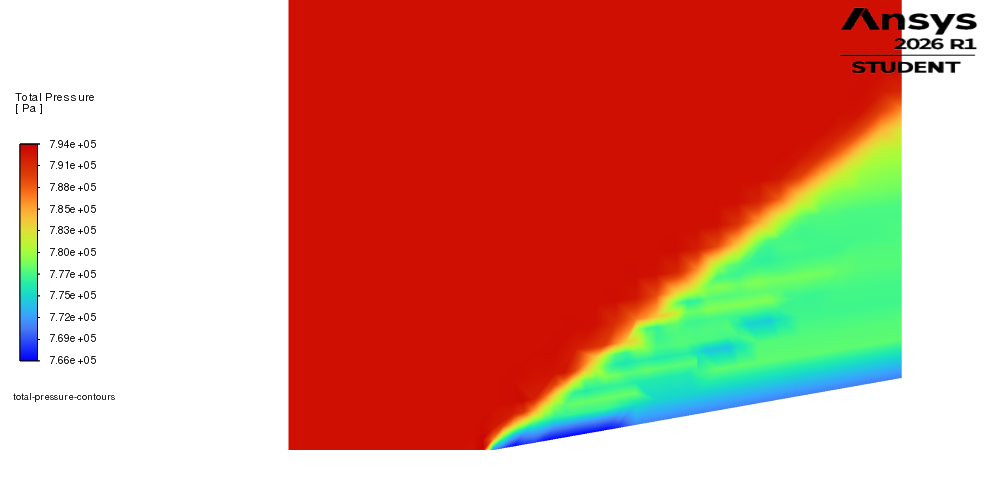 Ansys
2026 R1
STUDENT
Total Pressure
[ Pa ]
7.94e+05
7.91e+05
7.88e+05
7.85e+05
7.83e+05
7.80e+05
7.77e+05
7.75e+05
7.72e+05
7.69e+05
7.66e+05
total-pressure-contours